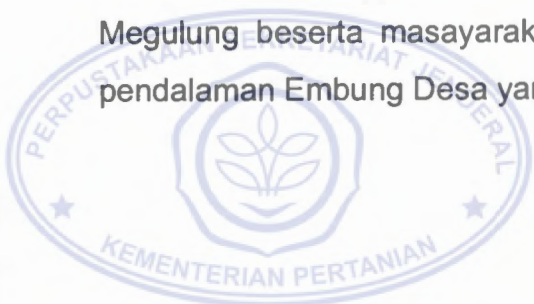 Megulung beserta masayarak
pendalaman Embung Desa yar
PERPUSTAKAAN SEKRETARIAT JENDERAL
KEMENTERIAN PERTANIAN